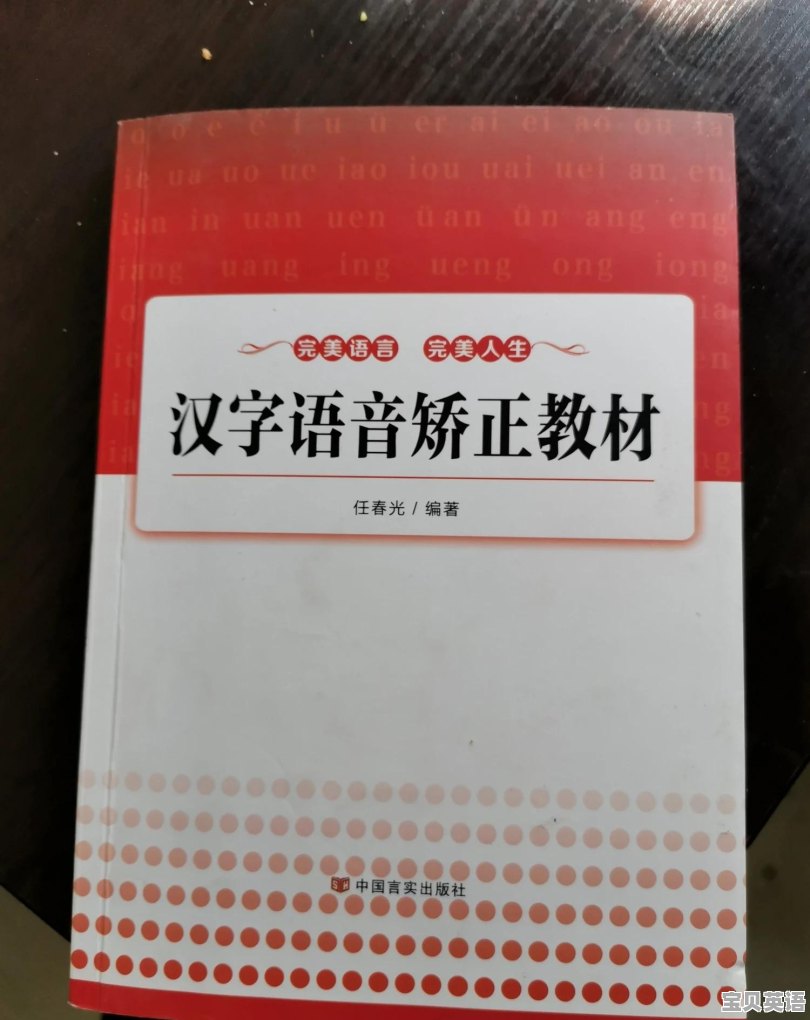 o o e ê i u ü er ai ei ao ou ia
ie ua uo üe iao iou uai uei an en
ian in uan uen üan ün ang eng
iang uang ing ueng ong iong
完美语言 完美人生
汉字语音矫正教材
任春光 / 编著
中国言实出版社
宝贝英语